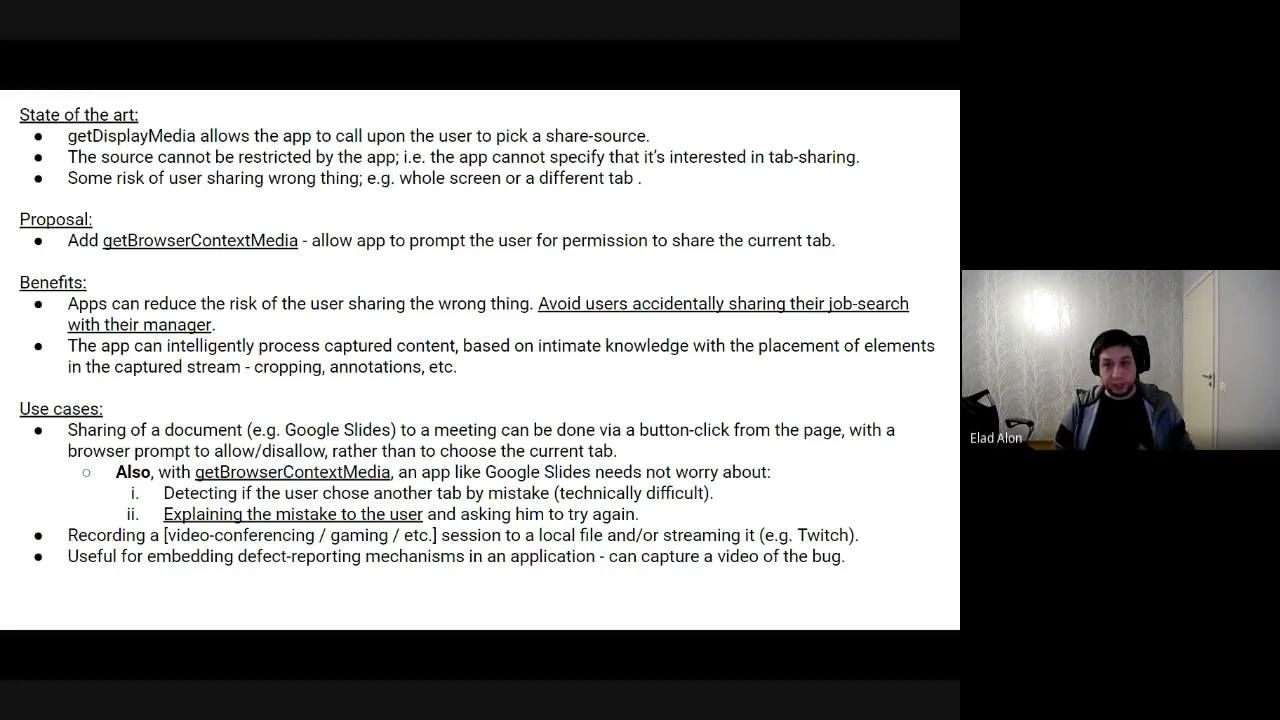 State of the art:
● getDisplayMedia allows the app to call upon the user to pick a share-source.
● The source cannot be restricted by the app; i.e. the app cannot specify that it's interested in tab-sharing.
● Some risk of user sharing wrong thing; e.g. whole screen or a different tab .
Proposal:
● Add getBrowserContextMedia - allow app to prompt the user for permission to share the current tab.
Benefits:
● Apps can reduce the risk of the user sharing the wrong thing. Avoid users accidentally sharing their job-search
with their manager.
● The app can intelligently process captured content, based on intimate knowledge with the placement of elements
in the captured stream - cropping, annotations, etc.
Use cases:
● Sharing of a document (e.g. Google Slides) to a meeting can be done via a button-click from the page, with a
browser prompt to allow/disallow, rather than to choose the current tab.
○ Also, with getBrowserContextMedia, an app like Google Slides needs not worry about:
i. Detecting if the user chose another tab by mistake (technically difficult).
ii. Explaining the mistake to the user and asking him to try again.
● Recording a [video-conferencing / gaming / etc.] session to a local file and/or streaming it (e.g. Twitch).
● Useful for embedding defect-reporting mechanisms in an application - can capture a video of the bug.
Elad Alon